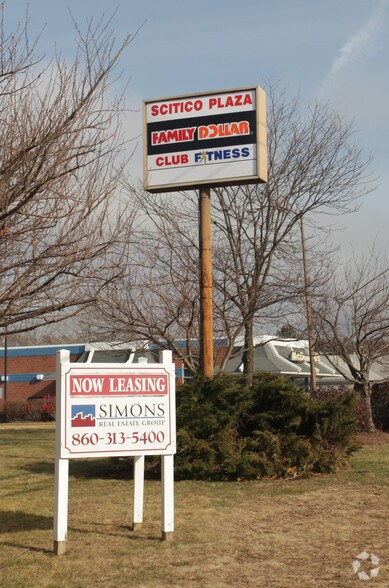 SCITICO PLAZA
FAMILY DOLLAR
CLUB FITNESS
NOW LEASING
SIMONS
REAL ESTATE GROUP
860-313-5400